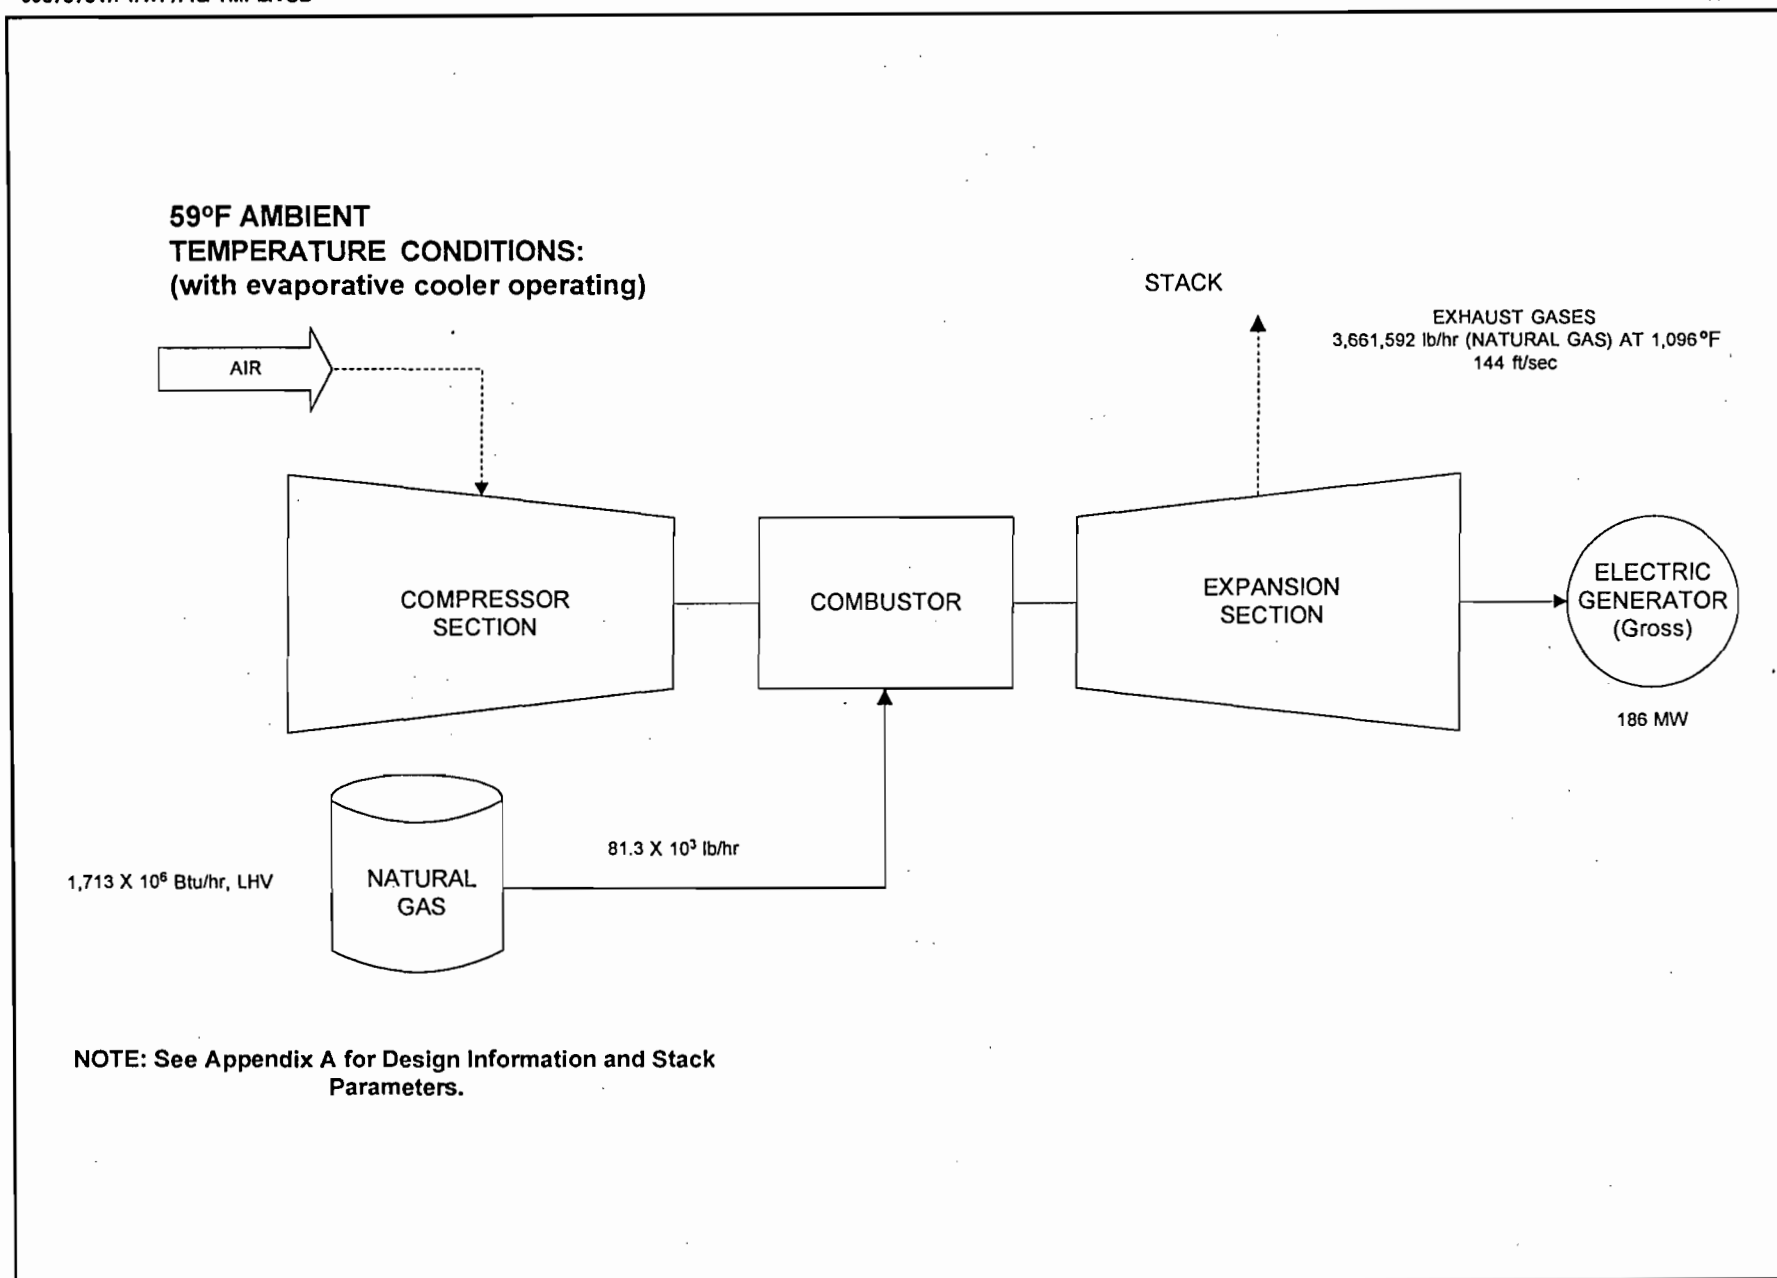 59ºF AMBIENT
TEMPERATURE CONDITIONS:
(with evaporative cooler operating)
AIR
STACK
EXHAUST GASES
3,661,592 lb/hr (NATURAL GAS) AT 1,096ºF
144 ft/sec
COMPRESSOR
SECTION
COMBUSTOR
EXPANSION
SECTION
ELECTRIC
GENERATOR
(Gross)
186 MW
81.3 X 10³ lb/hr
1,713 X 10⁶ Btu/hr, LHV
NATURAL
GAS
NOTE: See Appendix A for Design Information and Stack
Parameters.